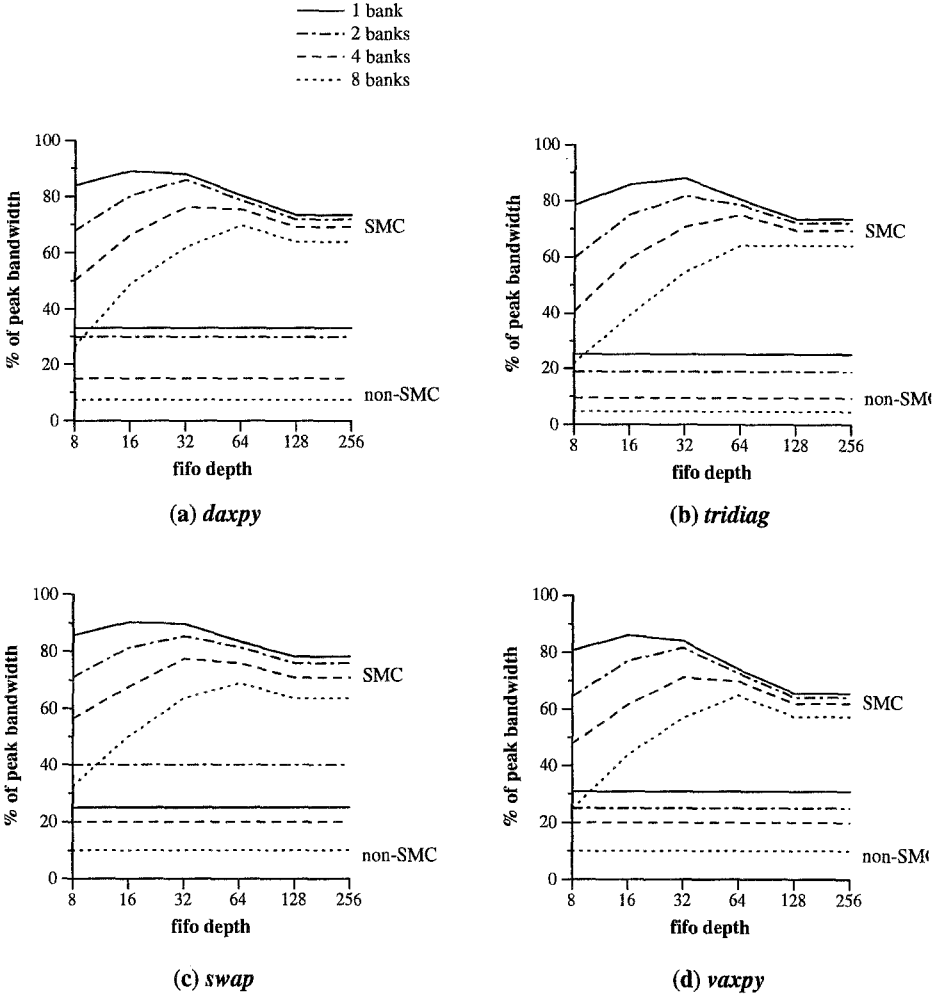 1 bank
2 banks
4 banks
8 banks
100
80
60
40
20
0
% of peak bandwidth
SMC
non-SMC
8 16 32 64 128 256
fifo depth
(a) daxpy
100
80
60
40
20
0
% of peak bandwidth
SMC
non-SM
8 16 32 64 128 256
fifo depth
(b) tridiag
100
80
60
40
20
0
% of peak bandwidth
SMC
non-SMC
8 16 32 64 128 256
fifo depth
(c) swap
100
80
60
40
20
0
% of peak bandwidth
SMC
non-SM
8 16 32 64 128 256
fifo depth
(d) vaxpy